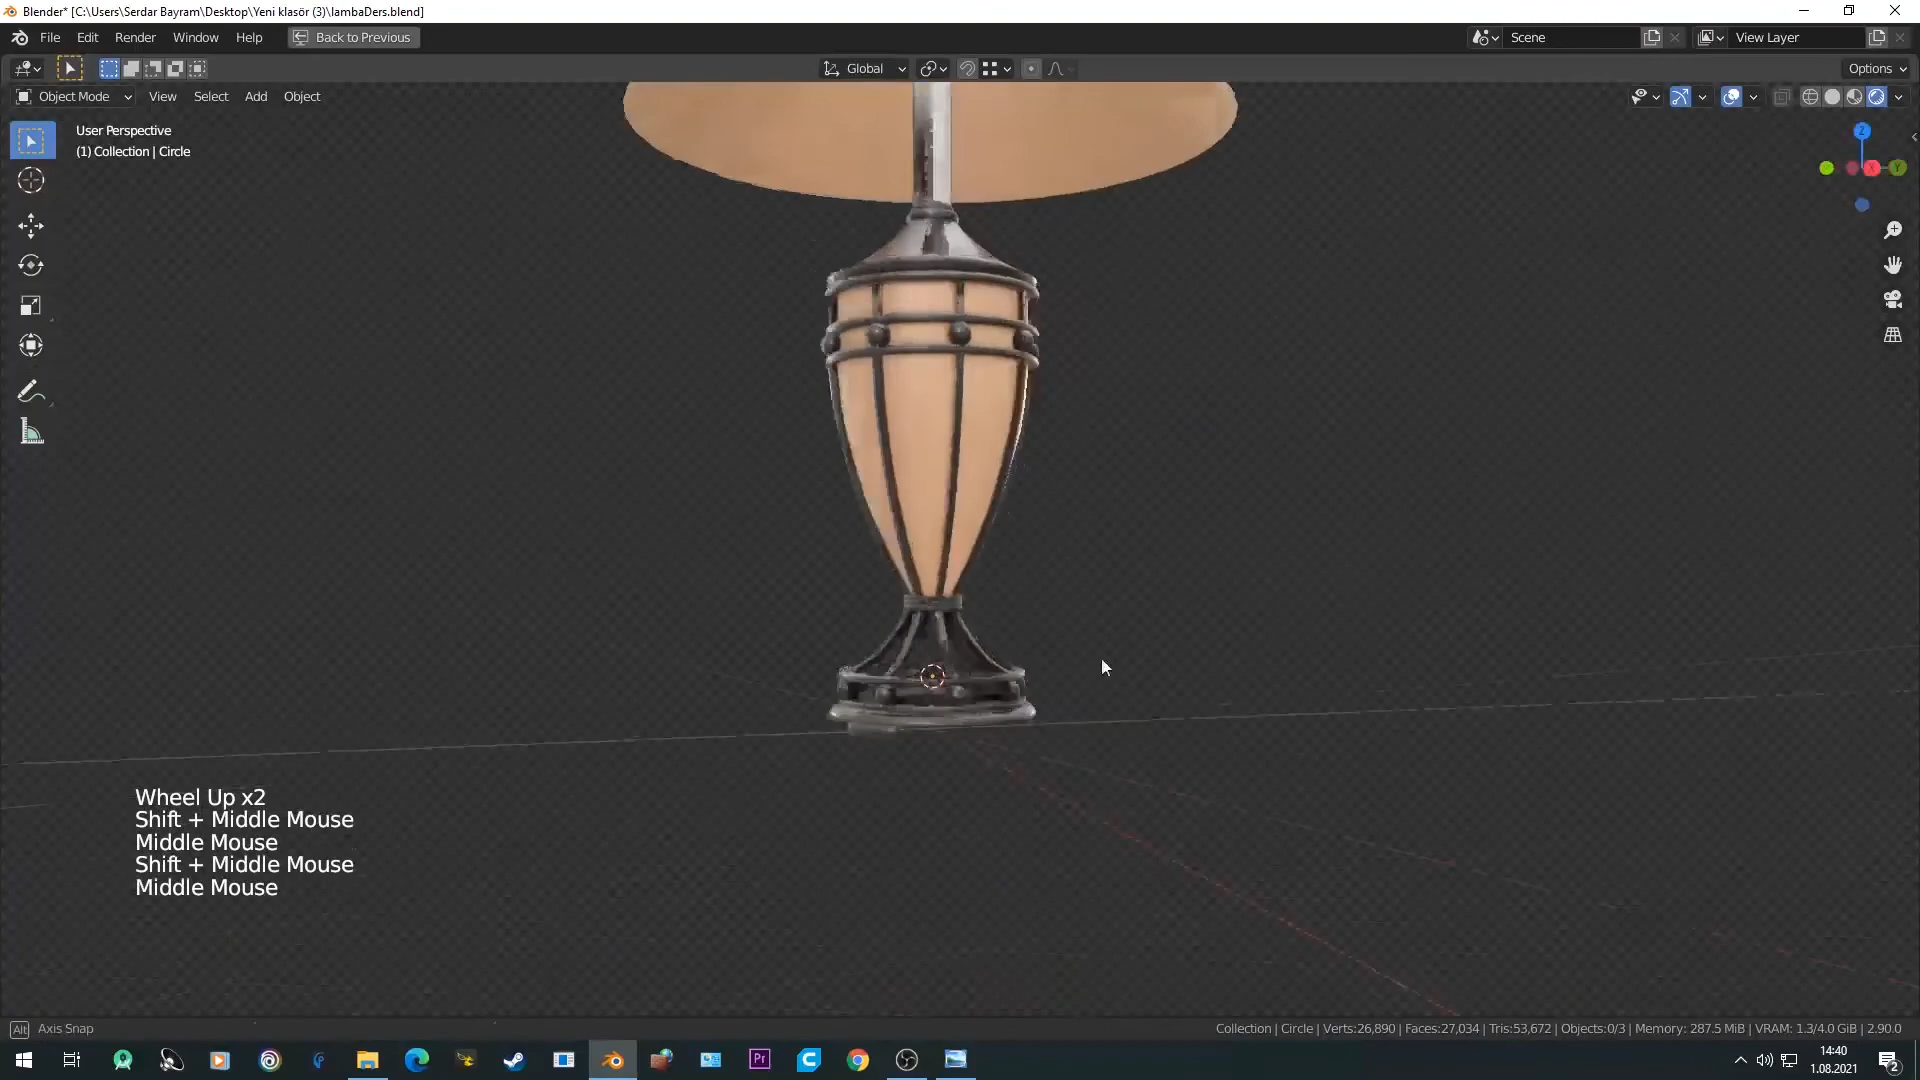 Blender* [C:\Users\Serdar Bayram\Desktop\Yeni klasör (3)\lambaDers.blend]
File Edit Render Window Help Back to Previous Scene View Layer
Global Options
Object Mode View Select Add Object
User Perspective
(1) Collection | Circle
Z
X
Y
Wheel Up x2
Shift + Middle Mouse
Middle Mouse
Shift + Middle Mouse
Middle Mouse
Alt Axis Snap Collection | Circle | Verts:26,890 | Faces:27,034 | Tris:53,672 | Objects:0/3 | Memory: 287.5 MiB | VRAM: 1.3/4.0 GiB | 2.90.0
Pr
14:40
1.08.2021
2